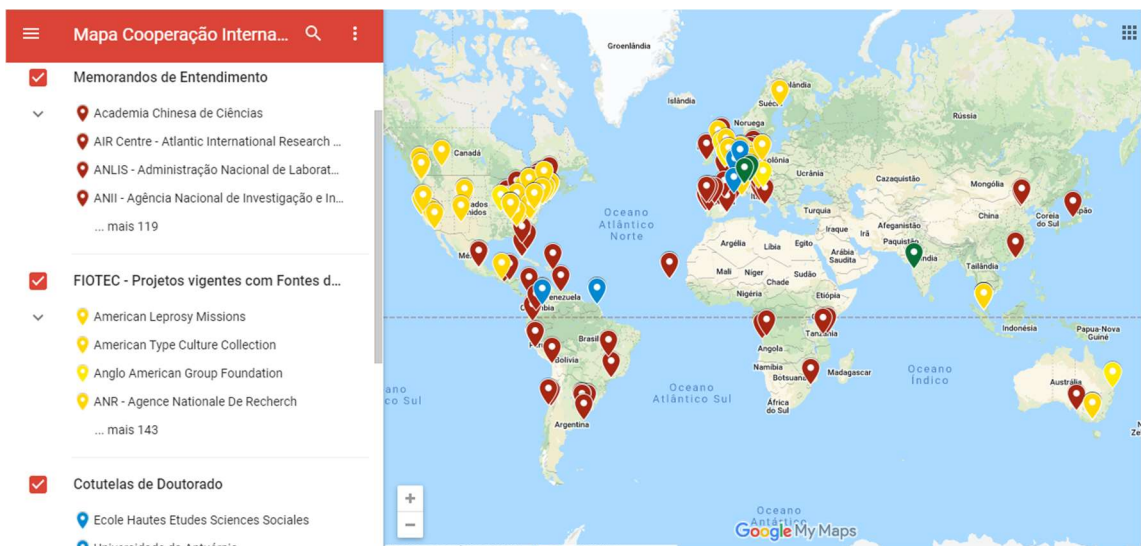 Mapa Cooperação Interna...
Memorandos de Entendimento
Academia Chinesa de Ciências
AIR Centre - Atlantic International Research ...
ANLIS - Administração Nacional de Laborat...
ANII - Agência Nacional de Investigação e In...
... mais 119
FIOTEC - Projetos vigentes com Fontes d...
American Leprosy Missions
American Type Culture Collection
Anglo American Group Foundation
ANR - Agence Nationale De Recherch
... mais 143
Cotutelas de Doutorado
Ecole Hautes Etudes Sciences Sociales
Universidade de Antuérpia
Groenlândia
Islândia
Noruega
Rússia
Canadá
Ucrânia
Cazaquistão
Mongólia
Oceano
Atlântico
Norte
Turquia
China
Coreia
do Sul
Iraque
Irã
Afeganistão
Paquistão
Argélia
Líbia
Egito
Arábia
Saudita
Mali
Níger
Chade
Sudão
Tailândia
Nigéria
Etiópia
Indonésia
Papua-Nova
Guiné
Tanzânia
Angola
Brasil
Bolívia
Namíbia
Botsuana
Madagascar
Oceano
Índico
Austrália
Oceano
Atlântico Sul
África
do Sul
Argentina
Oceano
Antártico
Google My Maps